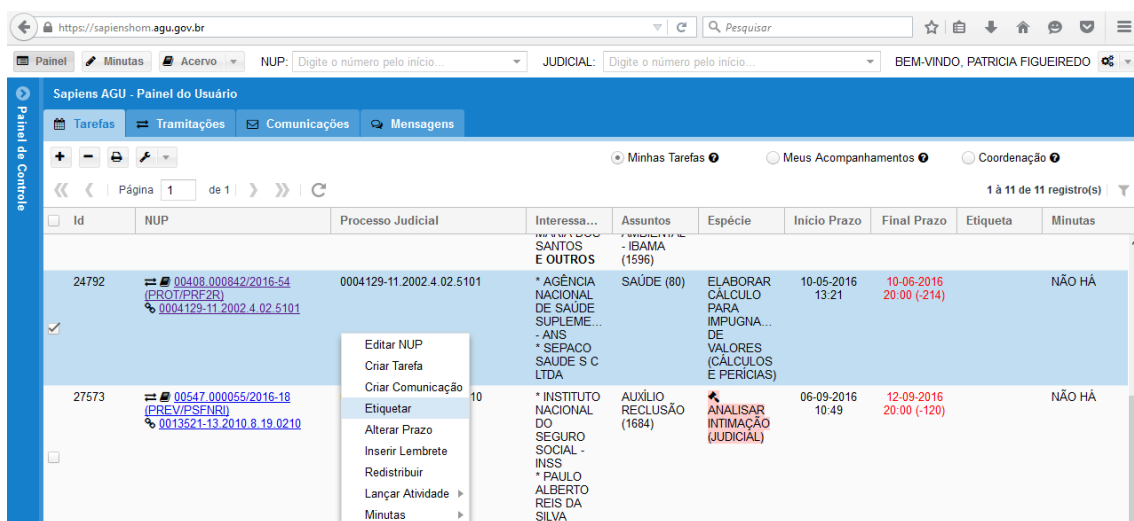 https://sapienshom.agu.gov.br
Pesquisar
Painel Minutas Acervo NUP: Digite o número pelo início... JUDICIAL: Digite o número pelo início... BEM-VINDO, PATRICIA FIGUEIREDO
Painel de Controle
Sapiens AGU - Painel do Usuário
Tarefas Tramitações Comunicações Mensagens
Minhas Tarefas Meus Acompanhamentos Coordenação
Página 1 de 1 1 à 11 de 11 registro(s)
Id NUP Processo Judicial Interessa... Assuntos Espécie Início Prazo Final Prazo Etiqueta Minutas
MARIA DOS
SANTOS
E OUTROS
AMBIENTAL
- IBAMA
(1596)
24792
00408.000842/2016-54
(PROT/PRF2R)
0004129-11.2002.4.02.5101
0004129-11.2002.4.02.5101
* AGÊNCIA
NACIONAL
DE SAÚDE
SUPLEME...
- ANS
* SEPACO
SAUDE S C
LTDA
SAÚDE (80)
ELABORAR
CÁLCULO
PARA
IMPUGNA...
DE
VALORES
(CÁLCULOS
E PERÍCIAS)
10-05-2016
13:21
10-06-2016
20:00 (-214)
NÃO HÁ
Editar NUP
Criar Tarefa
Criar Comunicação
Etiquetar
Alterar Prazo
Inserir Lembrete
Redistribuir
Lançar Atividade
Minutas
27573
00547.000055/2016-18
(PREV/PSFNRI)
0013521-13.2010.8.19.0210
10
* INSTITUTO
NACIONAL
DO
SEGURO
SOCIAL -
INSS
* PAULO
ALBERTO
REIS DA
SILVA
AUXÍLIO
RECLUSÃO
(1684)
ANALISAR
INTIMAÇÃO
(JUDICIAL)
06-09-2016
10:49
12-09-2016
20:00 (-120)
NÃO HÁ